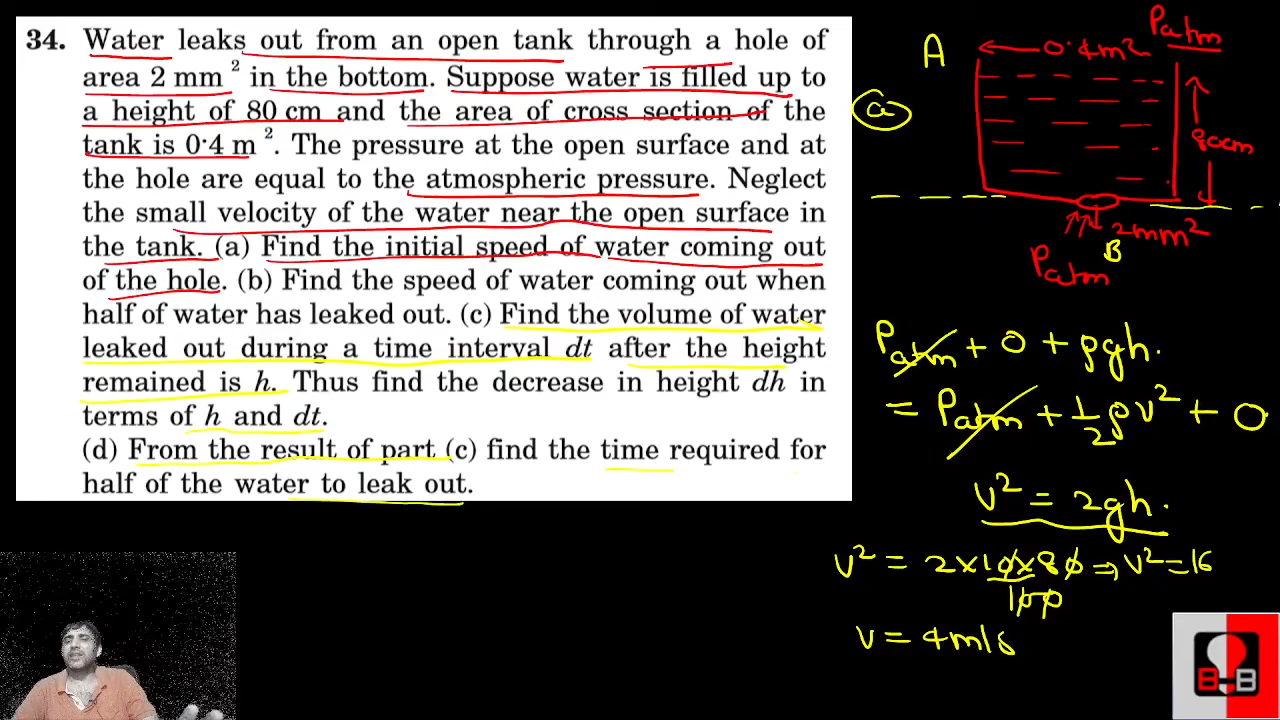 34. Water leaks out from an open tank through a hole of
area 2 mm² in the bottom. Suppose water is filled up to
a height of 80 cm and the area of cross section of the
tank is 0·4 m². The pressure at the open surface and at
the hole are equal to the atmospheric pressure. Neglect
the small velocity of the water near the open surface in
the tank. (a) Find the initial speed of water coming out
of the hole. (b) Find the speed of water coming out when
half of water has leaked out. (c) Find the volume of water
leaked out during a time interval dt after the height
remained is h. Thus find the decrease in height dh in
terms of h and dt.
(d) From the result of part (c) find the time required for
half of the water to leak out.
Patm
A
0.4m²
a
80cm
2mm²
B
Patm
Patm + 0 + ρgh.
= Patm + 1/2 ρv² + 0
v² = 2gh.
v² = 2×10×80/100 ⇒ v² = 16
v = 4m/s
B B